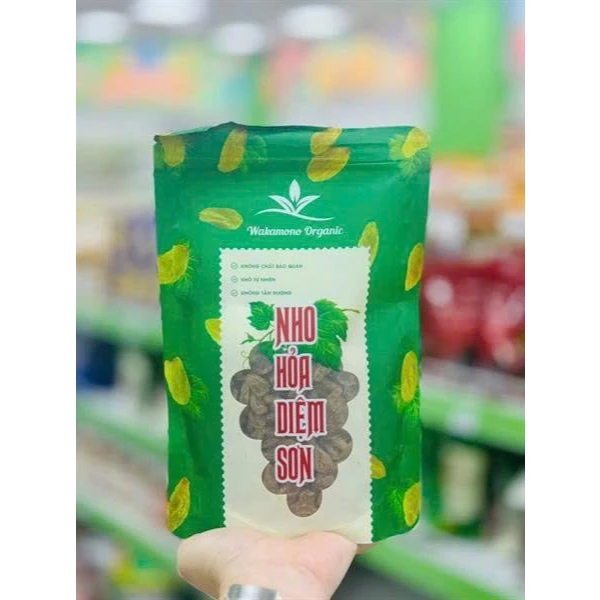 Wakamono Organic
KHÔNG CHẤT BẢO QUẢN
NHO TỰ NHIÊN
KHÔNG TẨM ĐƯỜNG
NHO
HỎA
DIỆM
SƠN